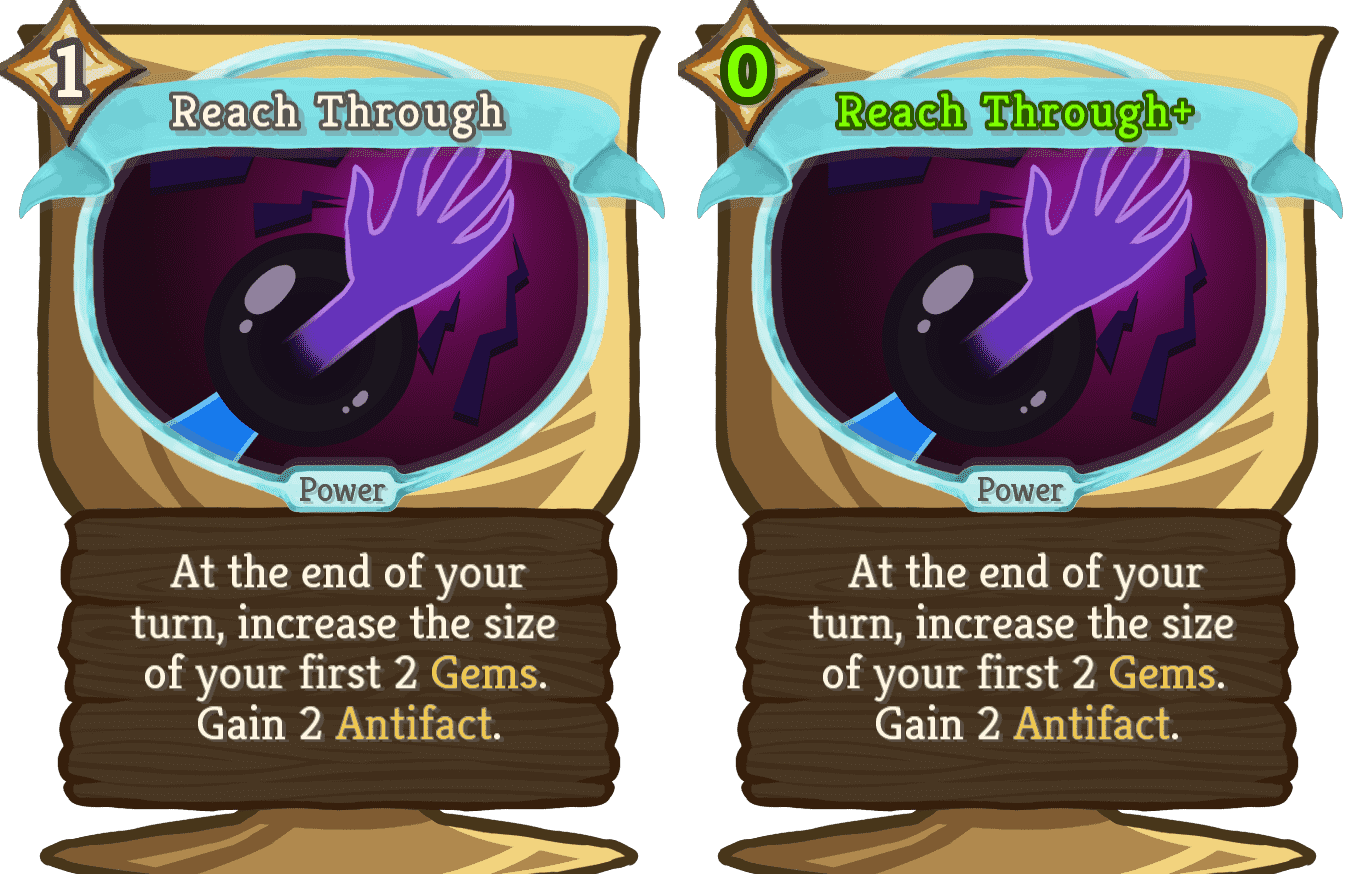 1
Reach Through
Power
At the end of your
turn, increase the size
of your first 2 Gems.
Gain 2 Antifact.
0
Reach Through+
Power
At the end of your
turn, increase the size
of your first 2 Gems.
Gain 2 Antifact.